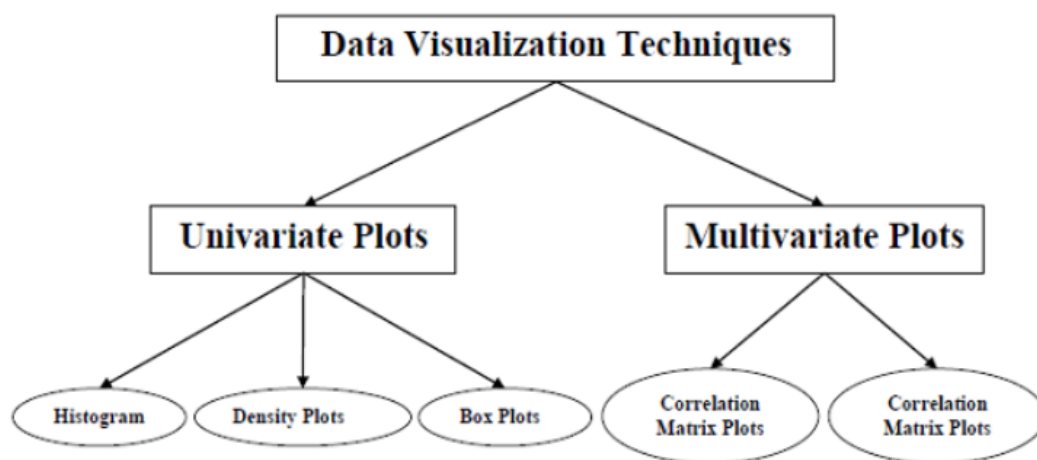 Data Visualization Techniques
Univariate Plots
Multivariate Plots
Histogram
Density Plots
Box Plots
Correlation
Matrix Plots
Correlation
Matrix Plots